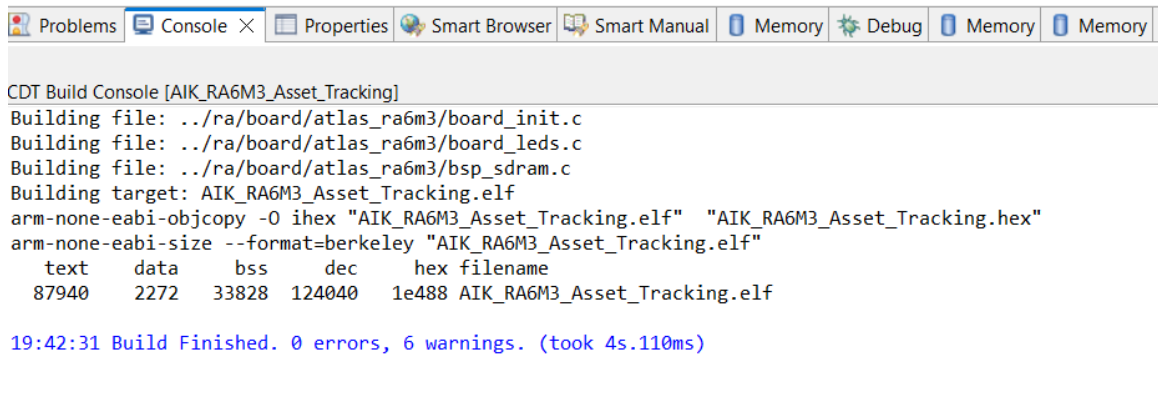 Problems Console Properties Smart Browser Smart Manual Memory Debug Memory Memory
CDT Build Console [AIK_RA6M3_Asset_Tracking]
Building file: ../ra/board/atlas_ra6m3/board_init.c
Building file: ../ra/board/atlas_ra6m3/board_leds.c
Building file: ../ra/board/atlas_ra6m3/bsp_sdram.c
Building target: AIK_RA6M3_Asset_Tracking.elf
arm-none-eabi-objcopy -O ihex "AIK_RA6M3_Asset_Tracking.elf"  "AIK_RA6M3_Asset_Tracking.hex"
arm-none-eabi-size --format=berkeley "AIK_RA6M3_Asset_Tracking.elf"
   text    data     bss     dec     hex filename
  87940    2272   33828  124040   1e488 AIK_RA6M3_Asset_Tracking.elf
19:42:31 Build Finished. 0 errors, 6 warnings. (took 4s.110ms)